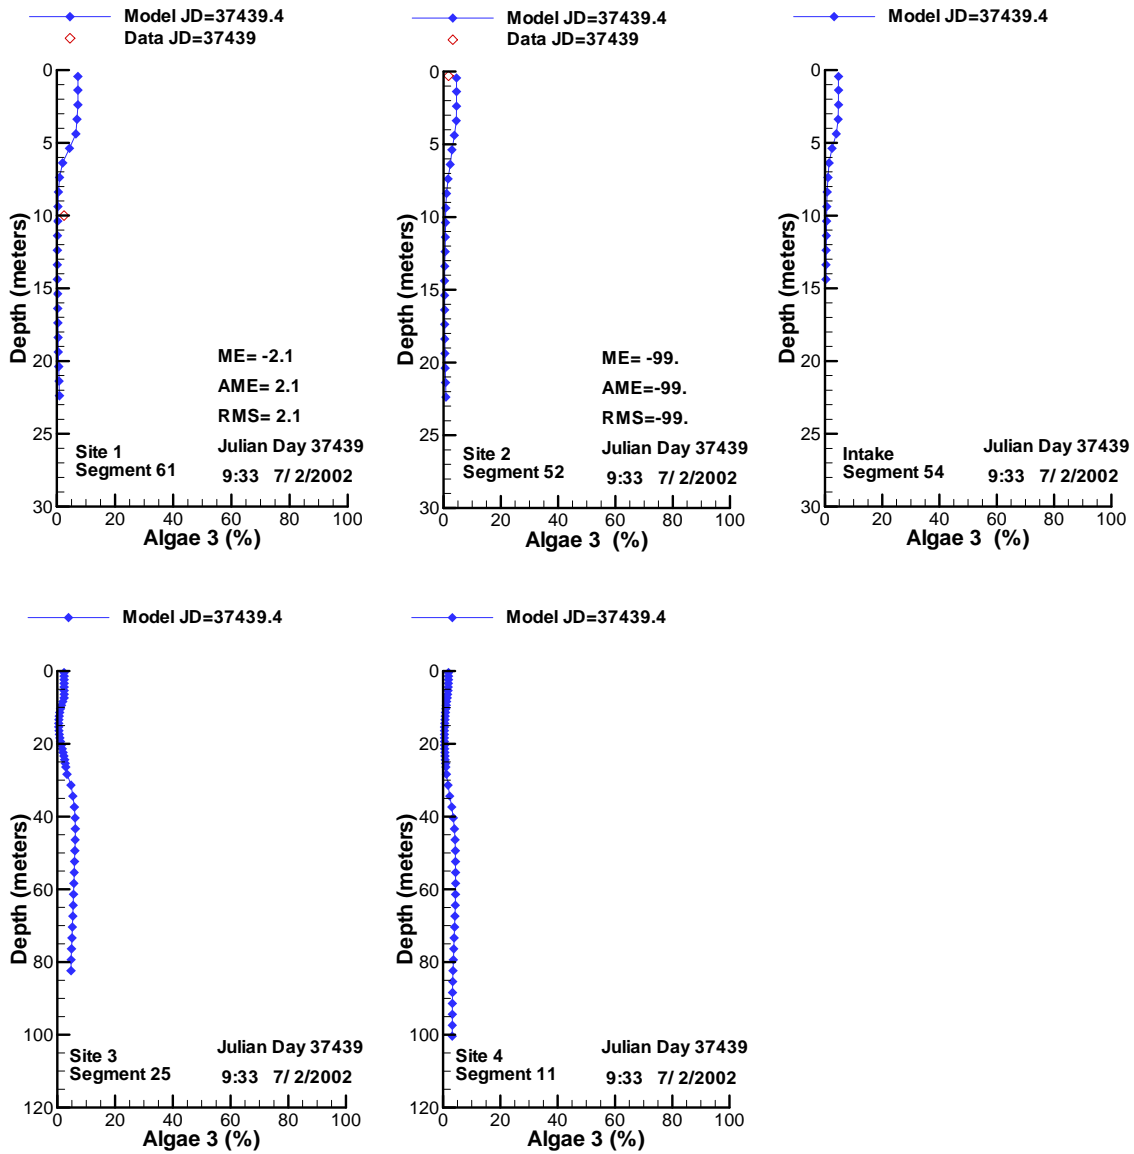 Model JD=37439.4
Data JD=37439
0
5
10
15
20
25
30
Depth (meters)
ME= -2.1
AME= 2.1
RMS= 2.1
Site 1
Segment 61
Julian Day 37439
9:33 7/ 2/2002
0 20 40 60 80 100
Algae 3 (%)
Model JD=37439.4
Data JD=37439
0
5
10
15
20
25
30
Depth (meters)
ME= -99.
AME=-99.
RMS=-99.
Site 2
Segment 52
Julian Day 37439
9:33 7/ 2/2002
0 20 40 60 80 100
Algae 3 (%)
Model JD=37439.4
0
5
10
15
20
25
30
Depth (meters)
Intake
Segment 54
Julian Day 37439
9:33 7/ 2/2002
0 20 40 60 80 100
Algae 3 (%)
Model JD=37439.4
0
20
40
60
80
100
120
Depth (meters)
Site 3
Segment 25
Julian Day 37439
9:33 7/ 2/2002
0 20 40 60 80 100
Algae 3 (%)
Model JD=37439.4
0
20
40
60
80
100
120
Depth (meters)
Site 4
Segment 11
Julian Day 37439
9:33 7/ 2/2002
0 20 40 60 80 100
Algae 3 (%)